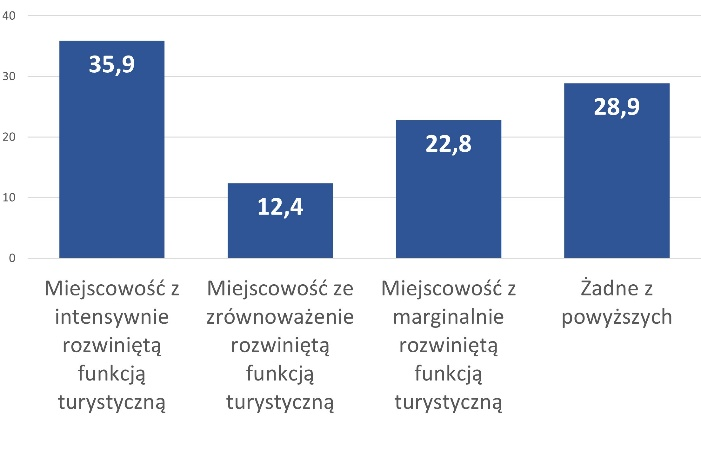 40
30
20
10
0
35,9
12,4
22,8
28,9
Miejscowość z
intensywnie
rozwiniętą
funkcją
turystyczną
Miejscowość ze
zrównoważenie
rozwiniętą
funkcją
turystyczną
Miejscowość z
marginalnie
rozwiniętą
funkcją
turystyczną
Żadne z
powyższych